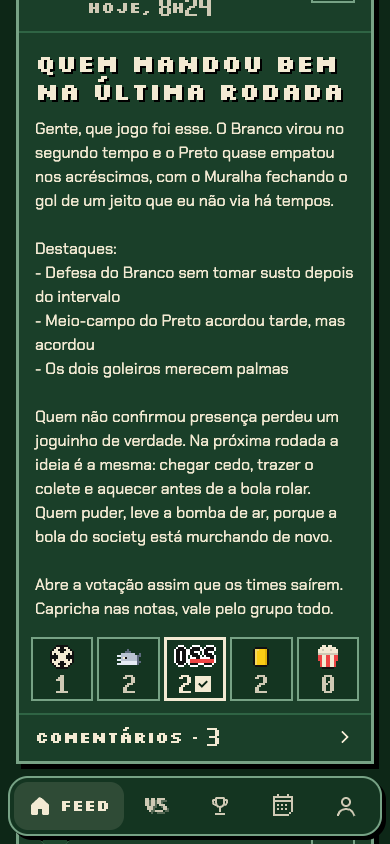 HOJE, 8H24
QUEM MANDOU BEM
NA ÚLTIMA RODADA
Gente, que jogo foi esse. O Branco virou no
segundo tempo e o Preto quase empatou
nos acréscimos, com o Muralha fechando o
gol de um jeito que eu não via há tempos.
Destaques:
- Defesa do Branco sem tomar susto depois
do intervalo
- Meio-campo do Preto acordou tarde, mas
acordou
- Os dois goleiros merecem palmas
Quem não confirmou presença perdeu um
joguinho de verdade. Na próxima rodada a
ideia é a mesma: chegar cedo, trazer o
colete e aquecer antes de a bola rolar.
Quem puder, leve a bomba de ar, porque a
bola do society está murchando de novo.
Abre a votação assim que os times saírem.
Capricha nas notas, vale pelo grupo todo.
OSS
1 2 2 2 0
COMENTÁRIOS · 3
FEED VS